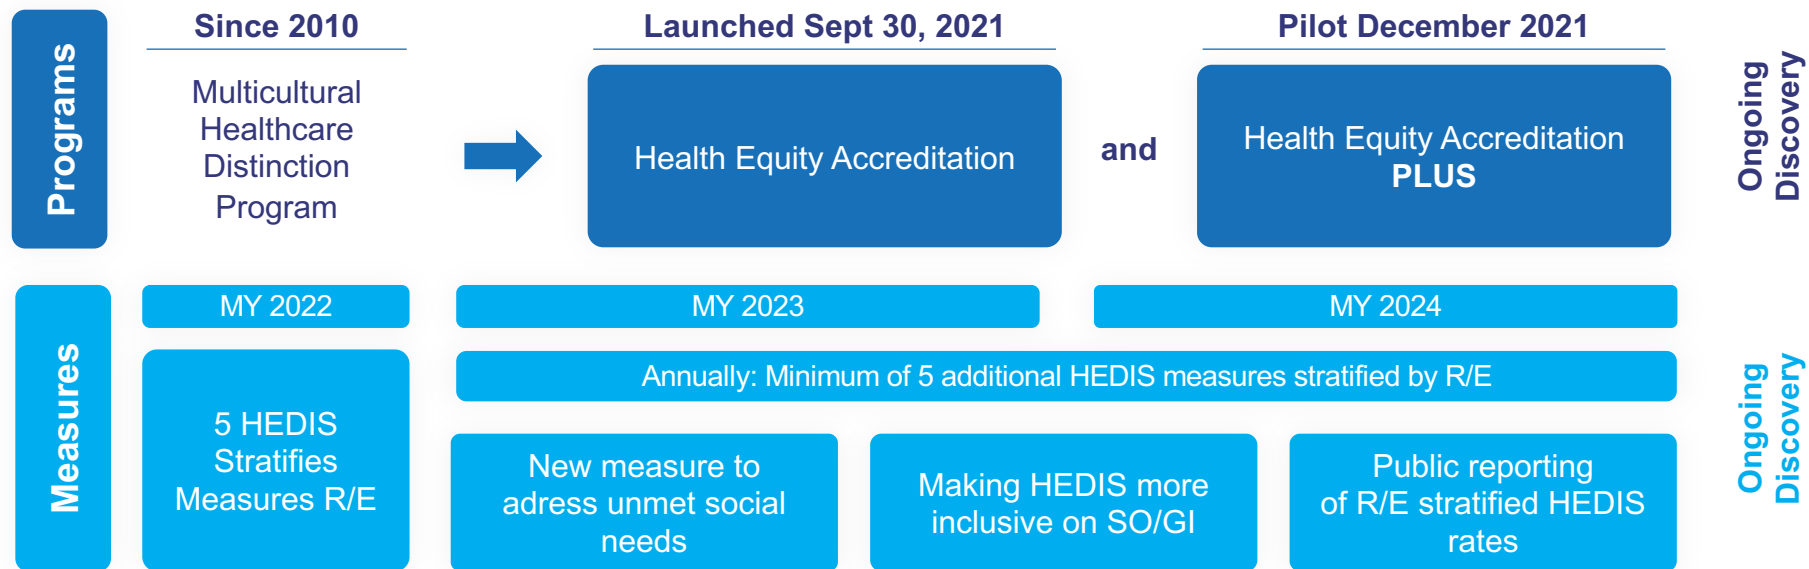 Programs
Since 2010
Multicultural
Healthcare
Distinction
Program
Launched Sept 30, 2021
Health Equity Accreditation
and
Pilot December 2021
Health Equity Accreditation
PLUS
Ongoing
Discovery
Measures
MY 2022
MY 2023
MY 2024
5 HEDIS
Stratifies
Measures R/E
Annually: Minimum of 5 additional HEDIS measures stratified by R/E
New measure to
adress unmet social
needs
Making HEDIS more
inclusive on SO/GI
Public reporting
of R/E stratified HEDIS
rates
Ongoing
Discovery